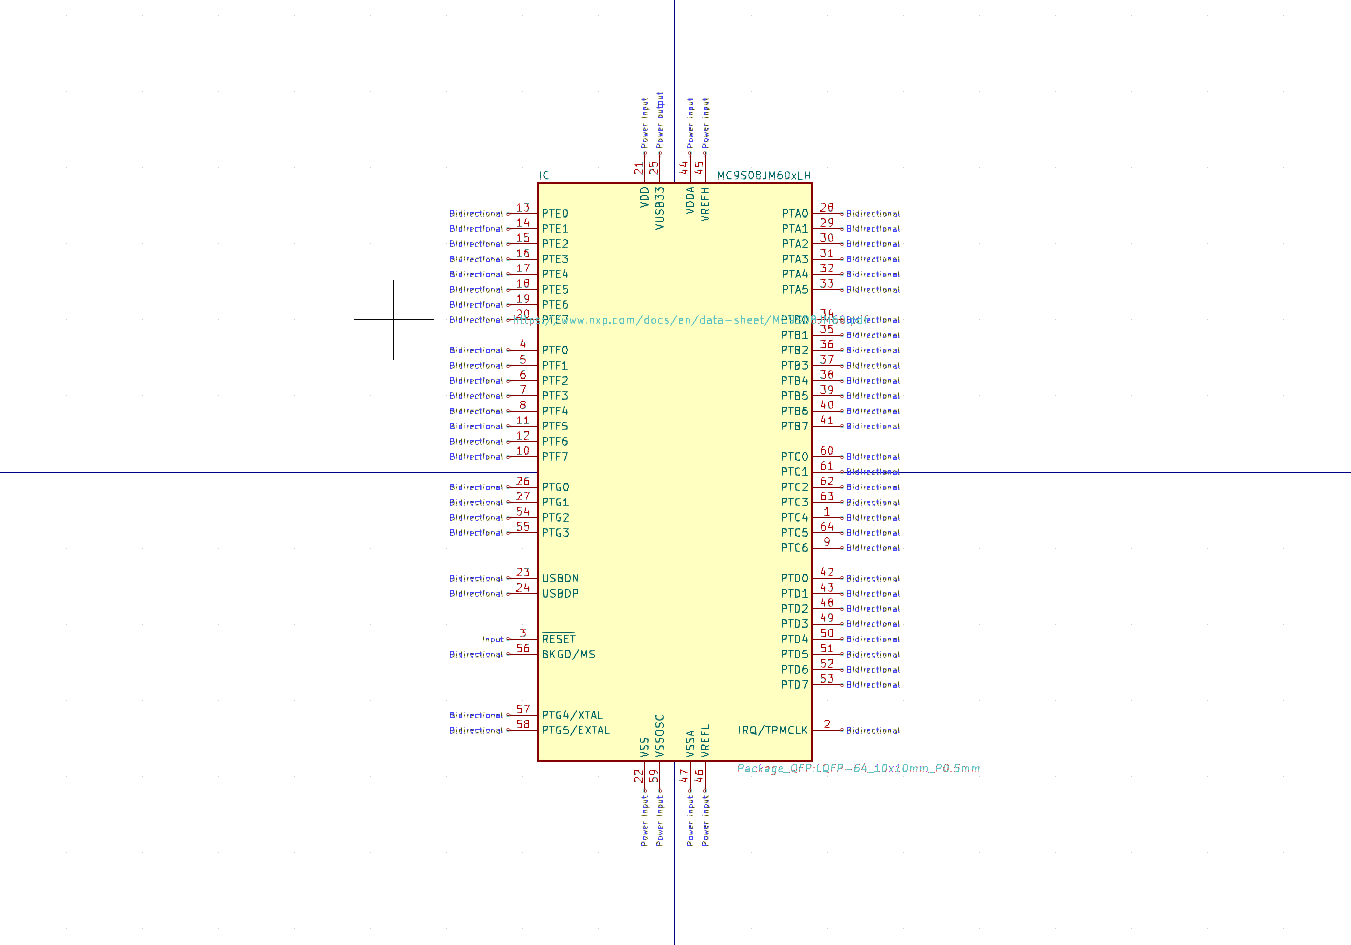 Power input
Power output
Power input
Power input
21
25
44
45
IC
MC9S08JM60xLH
VDD
VUSB33
VDDA
VREFH
Bidirectional 13 PTE0
Bidirectional 14 PTE1
Bidirectional 15 PTE2
Bidirectional 16 PTE3
Bidirectional 17 PTE4
Bidirectional 18 PTE5
Bidirectional 19 PTE6
Bidirectional 20 PTE7
https://www.nxp.com/docs/en/data-sheet/MC9S08JM60.pdf
Bidirectional 4 PTF0
Bidirectional 5 PTF1
Bidirectional 6 PTF2
Bidirectional 7 PTF3
Bidirectional 8 PTF4
Bidirectional 11 PTF5
Bidirectional 12 PTF6
Bidirectional 10 PTF7
Bidirectional 26 PTG0
Bidirectional 27 PTG1
Bidirectional 54 PTG2
Bidirectional 55 PTG3
Bidirectional 23 USBDN
Bidirectional 24 USBDP
Input 3 RESET
Bidirectional 56 BKGD/MS
Bidirectional 57 PTG4/XTAL
Bidirectional 58 PTG5/EXTAL
PTA0 28 Bidirectional
PTA1 29 Bidirectional
PTA2 30 Bidirectional
PTA3 31 Bidirectional
PTA4 32 Bidirectional
PTA5 33 Bidirectional
PTB0 34 Bidirectional
PTB1 35 Bidirectional
PTB2 36 Bidirectional
PTB3 37 Bidirectional
PTB4 38 Bidirectional
PTB5 39 Bidirectional
PTB6 40 Bidirectional
PTB7 41 Bidirectional
PTC0 60 Bidirectional
PTC1 61 Bidirectional
PTC2 62 Bidirectional
PTC3 63 Bidirectional
PTC4 1 Bidirectional
PTC5 64 Bidirectional
PTC6 9 Bidirectional
PTD0 42 Bidirectional
PTD1 43 Bidirectional
PTD2 48 Bidirectional
PTD3 49 Bidirectional
PTD4 50 Bidirectional
PTD5 51 Bidirectional
PTD6 52 Bidirectional
PTD7 53 Bidirectional
IRQ/TPMCLK 2 Bidirectional
VSS
VSSOSC
VSSA
VREFL
Package_QFP:LQFP-64_10x10mm_P0.5mm
22
59
47
46
Power input
Power input
Power input
Power input